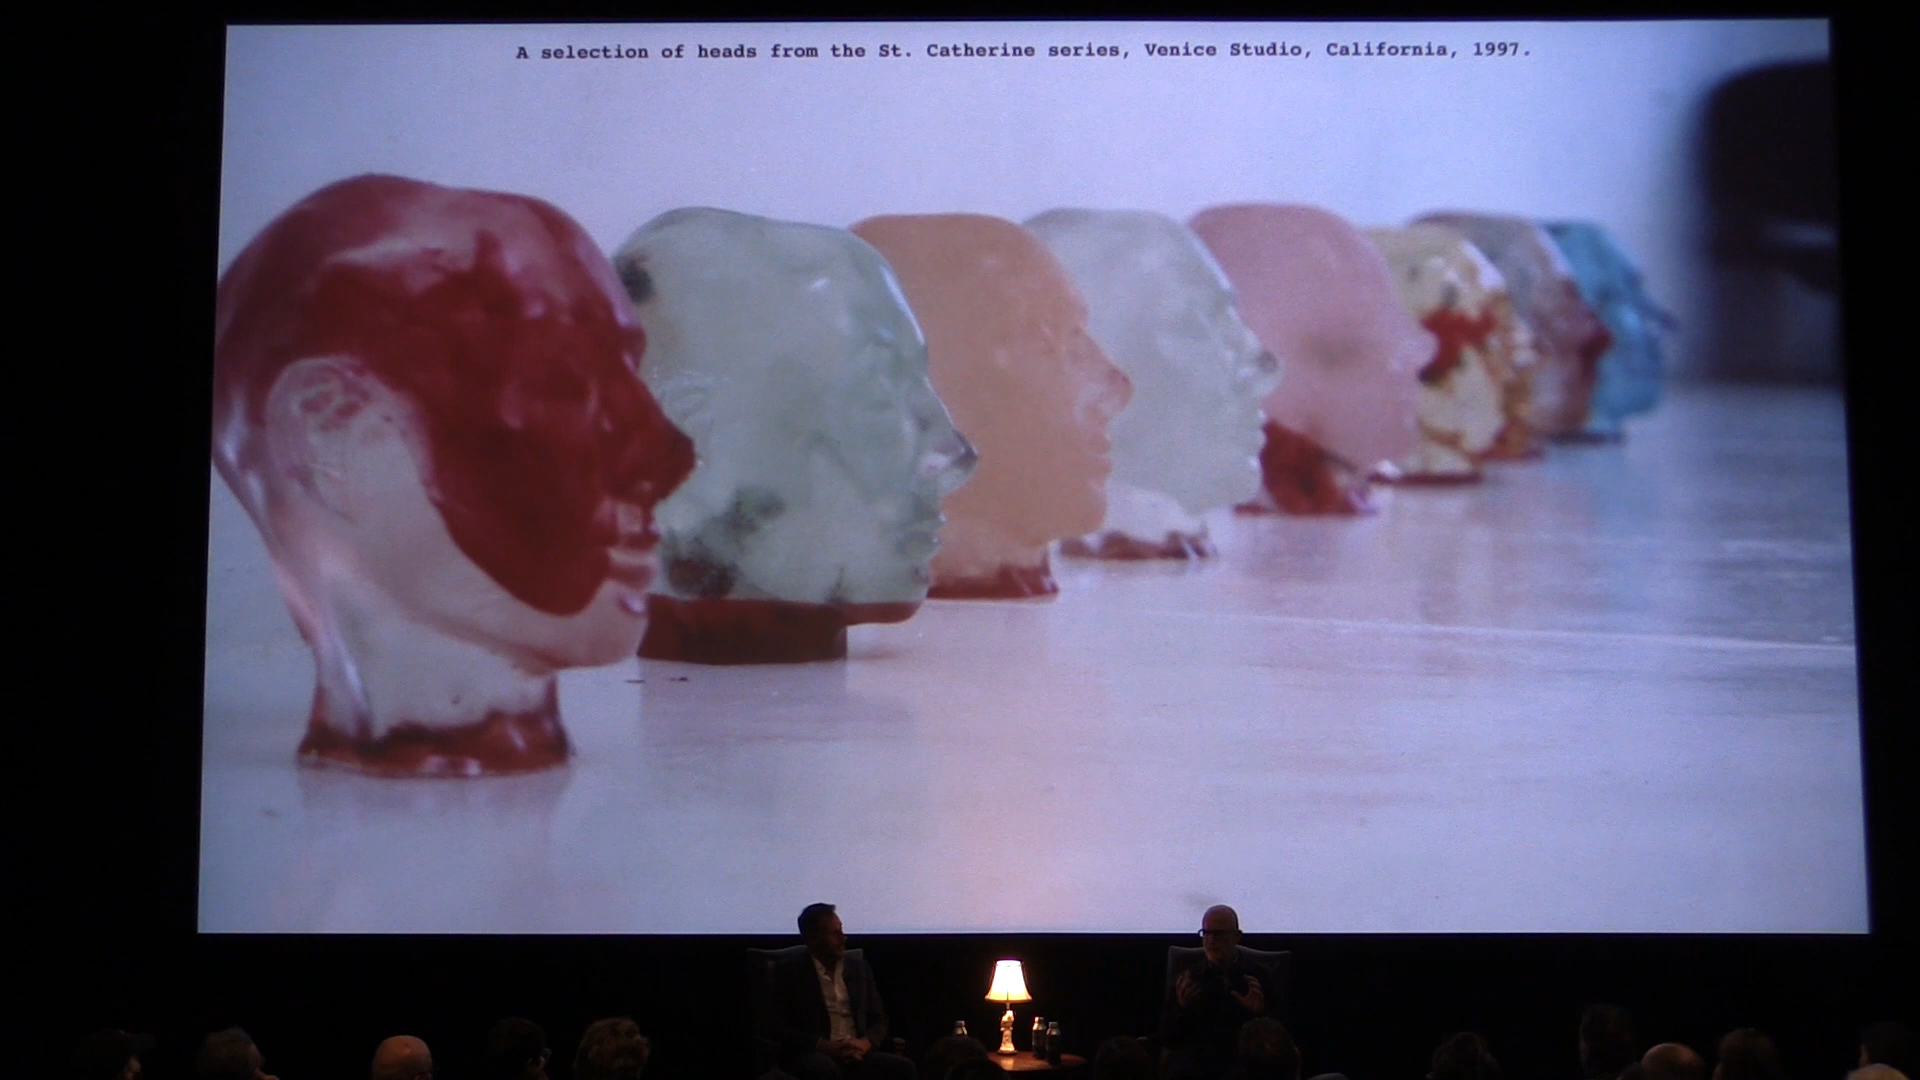 A selection of heads from the St. Catherine series, Venice Studio, California, 1997.